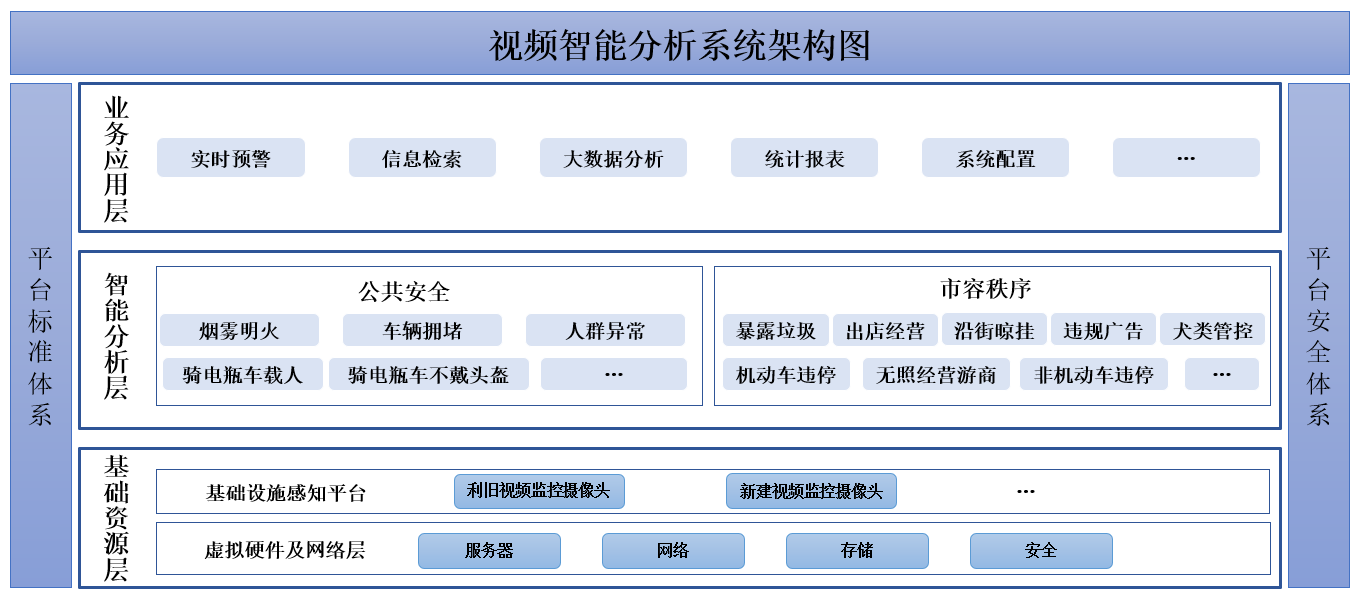 视频智能分析系统架构图
平台标准体系
业务应用层
实时预警
信息检索
大数据分析
统计报表
系统配置
...
智能分析层
公共安全
烟雾明火
车辆拥堵
人群异常
骑电瓶车载人
骑电瓶车不戴头盔
...
市容秩序
暴露垃圾
出店经营
沿街晾挂
违规广告
犬类管控
机动车违停
无照经营游商
非机动车违停
...
基础资源层
基础设施感知平台
利旧视频监控摄像头
新建视频监控摄像头
...
虚拟硬件及网络层
服务器
网络
存储
安全
平台安全体系